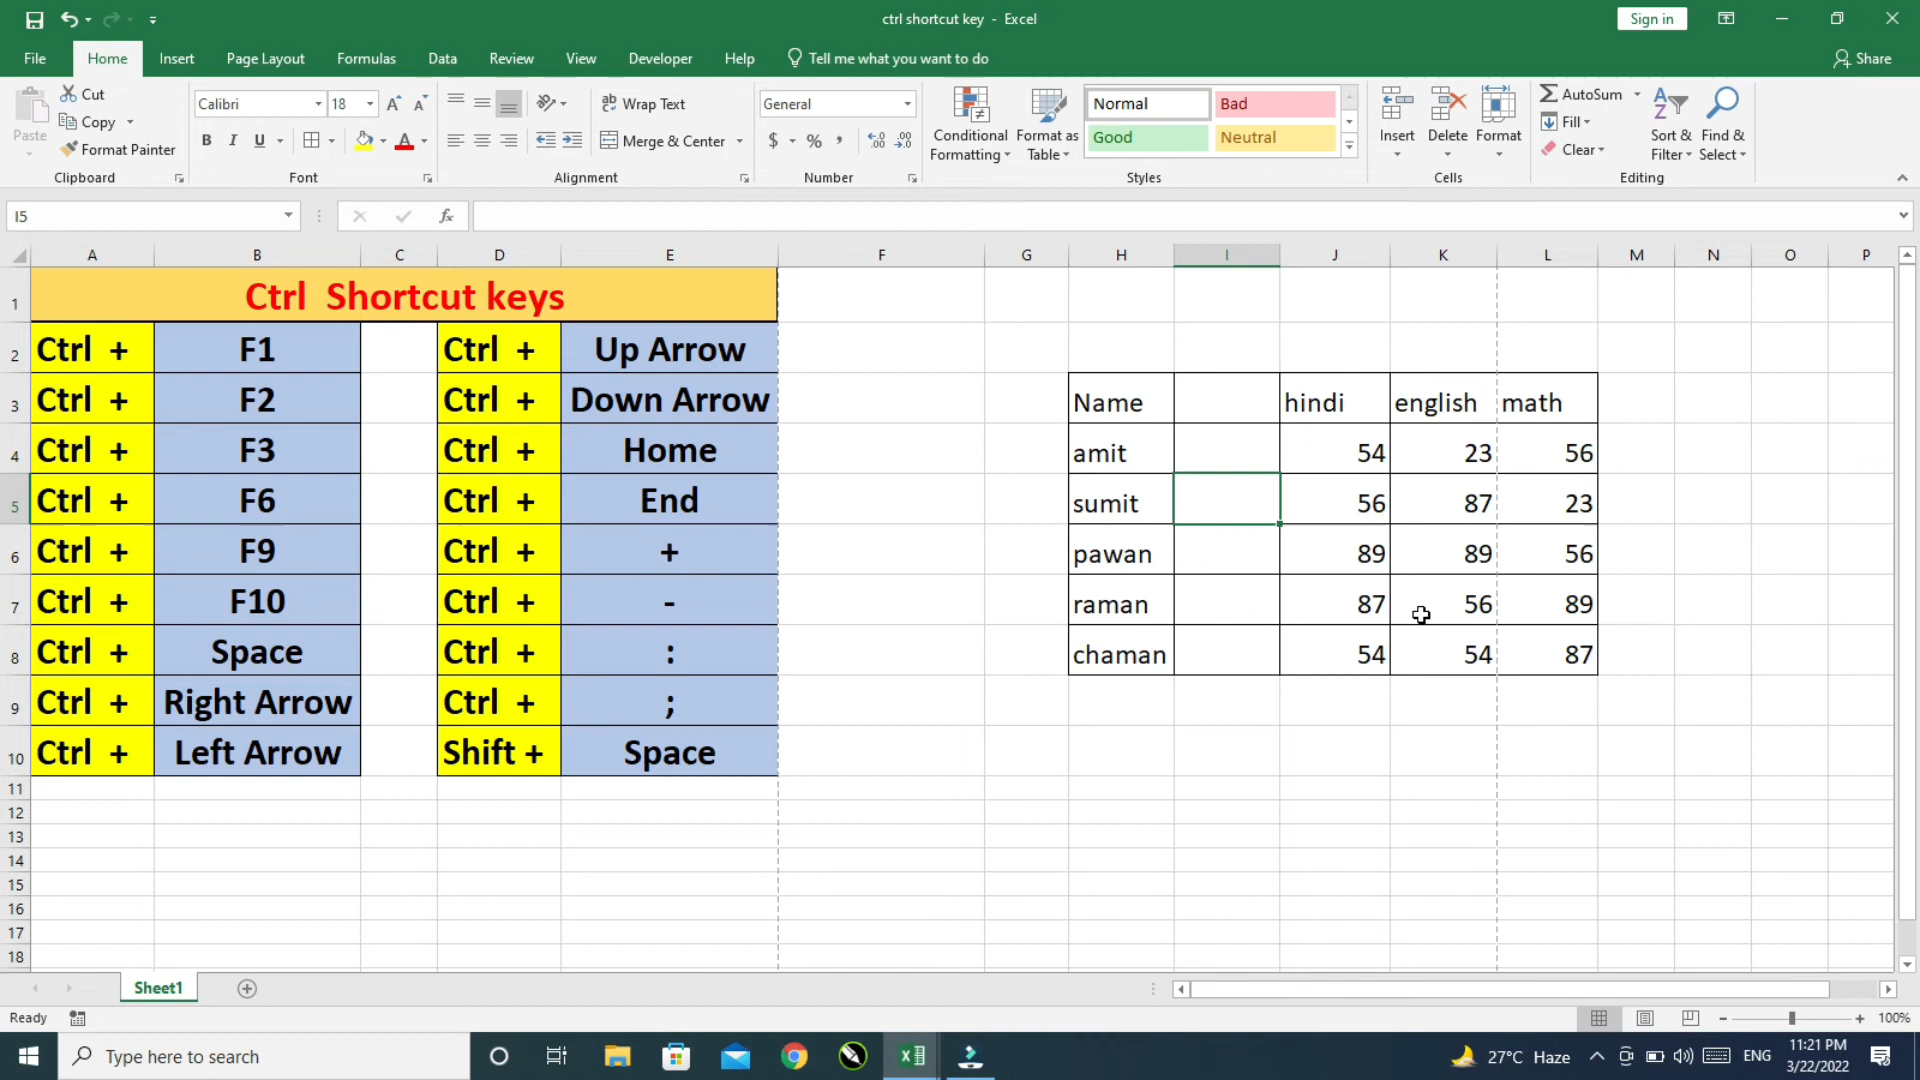 ctrl shortcut key - Excel
Sign in
File Home Insert Page Layout Formulas Data Review View Developer Help Tell me what you want to do Share
Paste
Cut
Copy
Format Painter
Clipboard
Calibri 18
B I U
Font
Wrap Text
Merge & Center
Alignment
General
$ % ,
Number
Conditional Formatting
Format as Table
Normal Bad
Good Neutral
Styles
Insert Delete Format
Cells
AutoSum
Fill
Clear
Sort & Filter
Find & Select
Editing
I5 fx
A B C D E F G H I J K L M N O P
1 Ctrl Shortcut keys
2 Ctrl + F1 Ctrl + Up Arrow
3 Ctrl + F2 Ctrl + Down Arrow Name hindi english math
4 Ctrl + F3 Ctrl + Home amit 54 23 56
5 Ctrl + F6 Ctrl + End sumit 56 87 23
6 Ctrl + F9 Ctrl + + pawan 89 89 56
7 Ctrl + F10 Ctrl + - raman 87 56 89
8 Ctrl + Space Ctrl + : chaman 54 54 87
9 Ctrl + Right Arrow Ctrl + ;
10 Ctrl + Left Arrow Shift + Space
11
12
13
14
15
16
17
18
Sheet1
Ready 100%
Type here to search
27°C Haze ENG
11:21 PM
3/22/2022